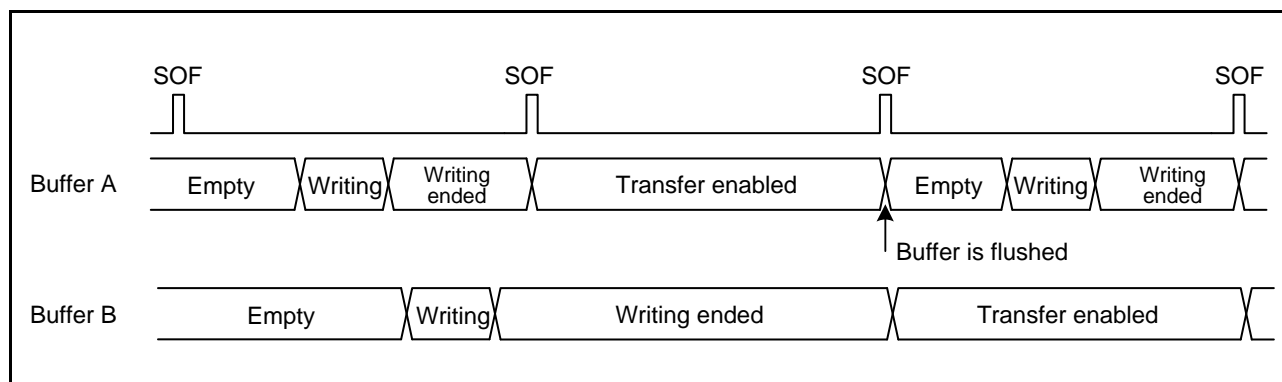 SOF SOF SOF SOF
Buffer A Empty Writing Writing ended Transfer enabled Empty Writing Writing ended
Buffer is flushed
Buffer B Empty Writing Writing ended Transfer enabled